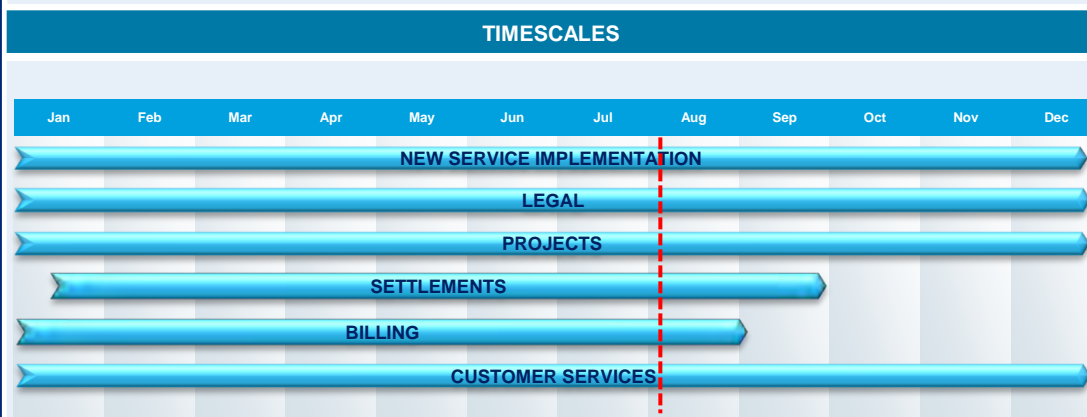 TIMESCALES
Jan Feb Mar Apr May Jun Jul Aug Sep Oct Nov Dec
NEW SERVICE IMPLEMENTATION
LEGAL
PROJECTS
SETTLEMENTS
BILLING
CUSTOMER SERVICES